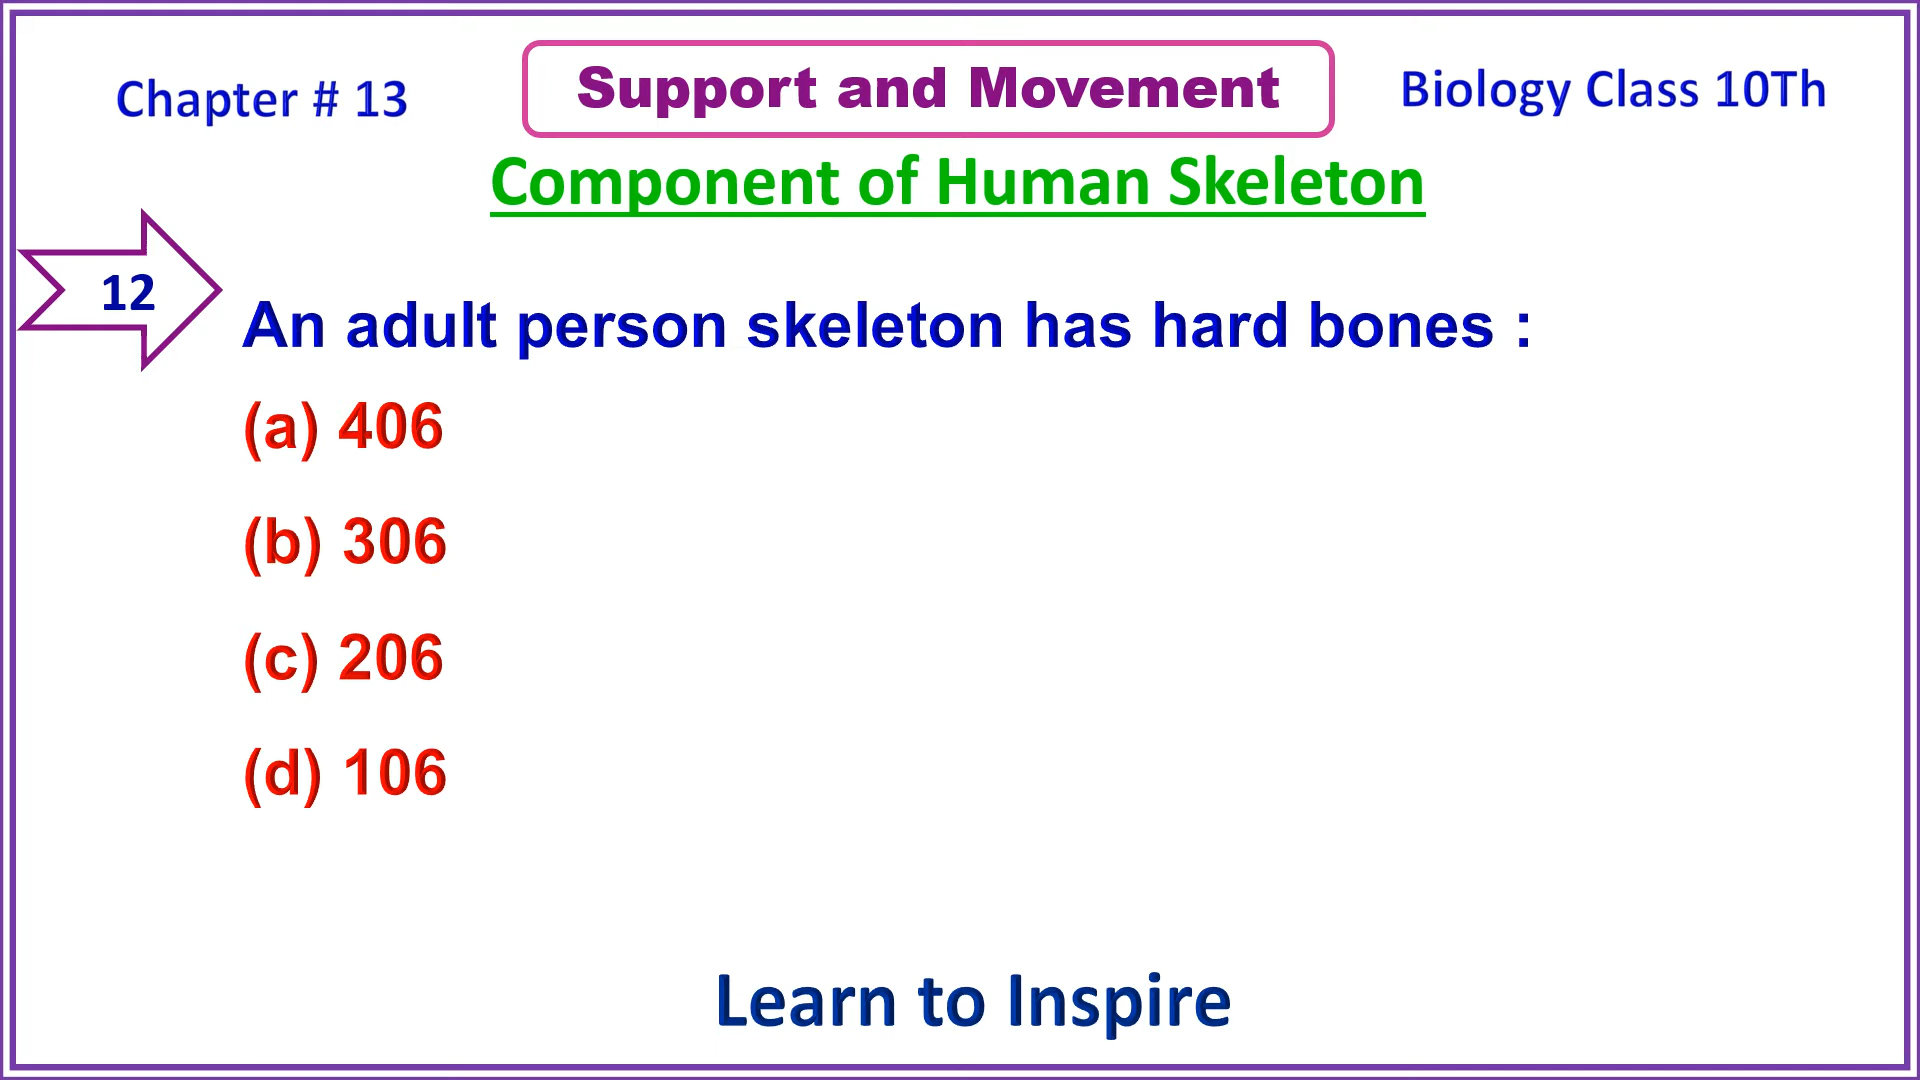 Chapter # 13
Support and Movement
Biology Class 10Th
Component of Human Skeleton
12
An adult person skeleton has hard bones :
(a) 406
(b) 306
(c) 206
(d) 106
Learn to Inspire